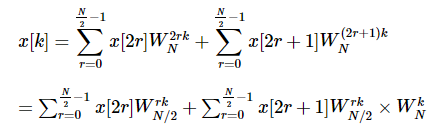 x[k] = \sum_{r=0}^{\frac{N}{2}-1} x[2r] W_N^{2rk} + \sum_{r=0}^{\frac{N}{2}-1} x[2r+1] W_N^{(2r+1)k}
= \sum_{r=0}^{\frac{N}{2}-1} x[2r] W_{N/2}^{rk} + \sum_{r=0}^{\frac{N}{2}-1} x[2r+1] W_{N/2}^{rk} \times W_N^k